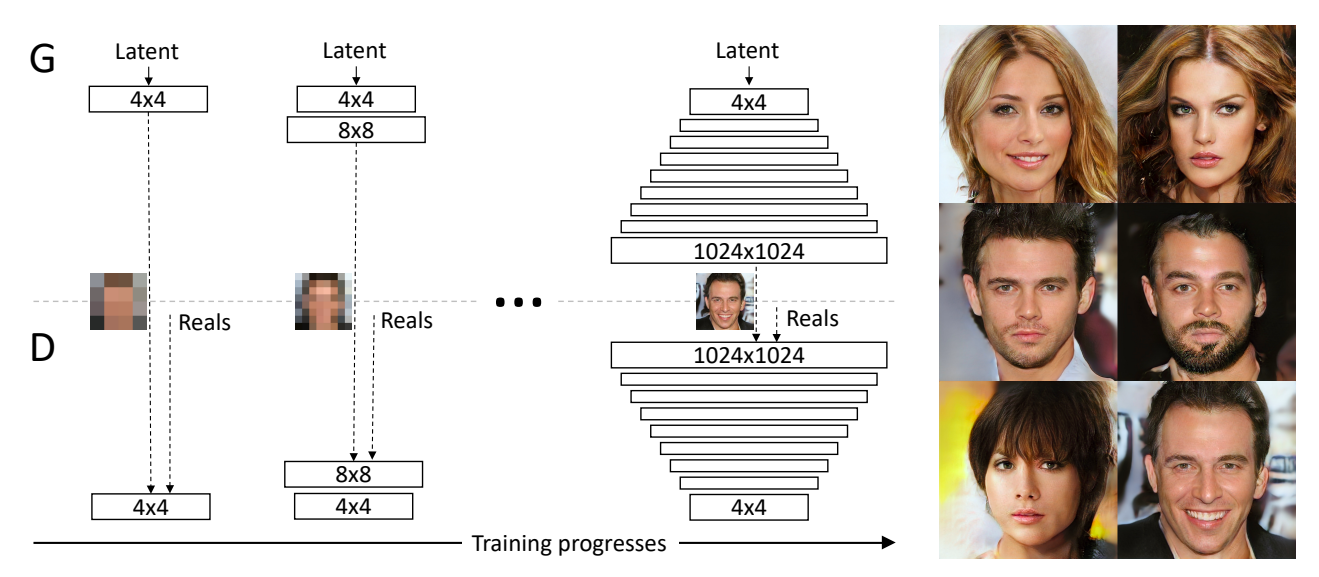 G
Latent
Latent
Latent
4x4
4x4
4x4
8x8
1024x1024
Reals
Reals
Reals
D
1024x1024
8x8
4x4
4x4
4x4
Training progresses